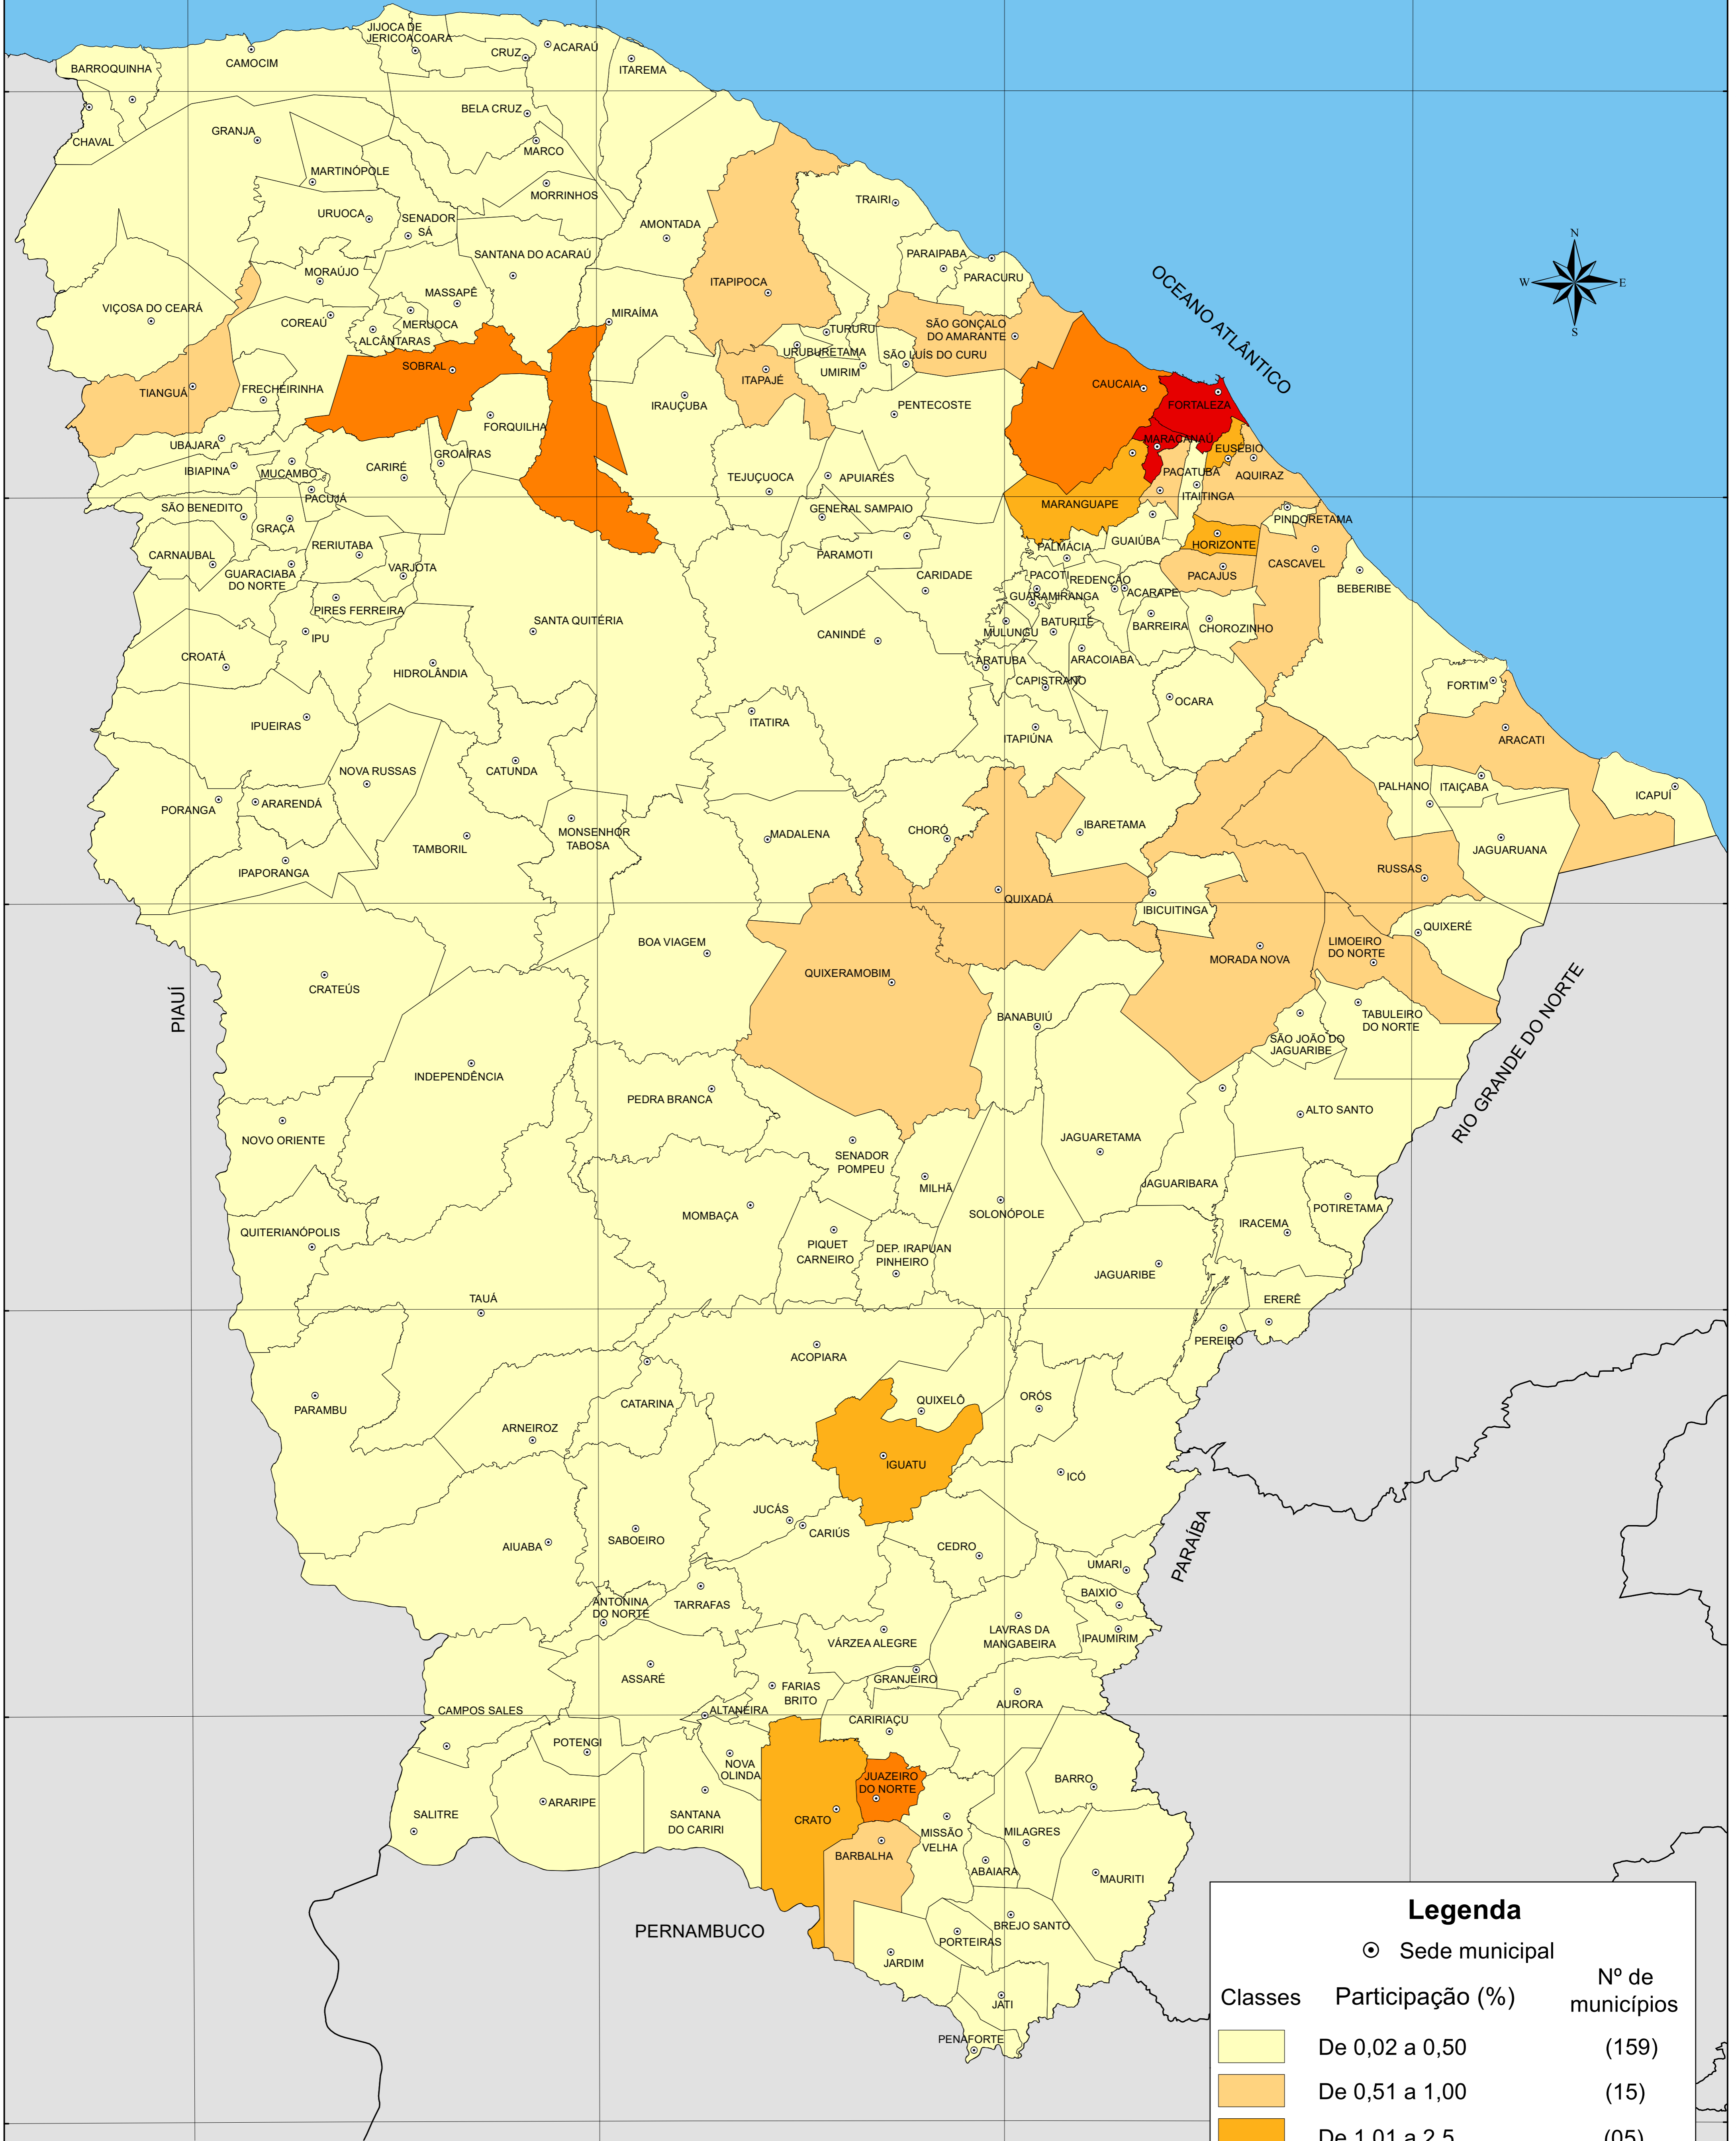 JIJOCA DE
JERICOACOARA
CRUZ
ACARAÚ
ITAREMA
BARROQUINHA
CAMOCIM
CHAVAL
GRANJA
BELA CRUZ
MARCO
MARTINÓPOLE
MORRINHOS
URUOCA
SENADOR
SÁ
AMONTADA
TRAIRI
SANTANA DO ACARAÚ
PARAIPABA
PARACURU
MORAÚJO
MASSAPÊ
ITAPIPOCA
OCEANO ATLÂNTICO
N
W
E
S
VIÇOSA DO CEARÁ
COREAÚ
MERUOCA
ALCÂNTARAS
MIRAÍMA
TURURU
URUBURETAMA
SÃO GONÇALO
DO AMARANTE
SÃO LUÍS DO CURU
UMIRIM
SOBRAL
ITAPAJÉ
CAUCAIA
TIANGUÁ
FRECHEIRINHA
IRAUÇUBA
PENTECOSTE
FORTALEZA
FORQUILHA
UBAJARA
MARACANAÚ
EUSÉBIO
IBIAPINA
MUCAMBO
CARIRÉ
GROAÍRAS
TEJUÇUOCA
APUIARÉS
PACATUBA
AQUIRAZ
PACUJÁ
ITAITINGA
SÃO BENEDITO
GRAÇA
GENERAL SAMPAIO
MARANGUAPE
PINDORETAMA
CARNAUBAL
RERIUTABA
VARJOTA
PARAMOTI
PALMÁCIA
GUAIÚBA
HORIZONTE
GUARACIABA
DO NORTE
CARIDADE
PACOTI
REDENÇÃO
PACAJUS
CASCAVEL
BEBERIBE
PIRES FERREIRA
GUARAMIRANGA
ACARAPE
IPU
SANTA QUITÉRIA
CANINDÉ
MULUNGU
BATURITÉ
BARREIRA
CHOROZINHO
CROATÁ
HIDROLÂNDIA
ARATUBA
ARACOIABA
CAPISTRANO
FORTIM
IPUEIRAS
ITATIRA
OCARA
ITAPIÚNA
ARACATI
NOVA RUSSAS
CATUNDA
PORANGA
ARARENDÁ
PALHANO
ITAIÇABA
ICAPUÍ
TAMBORIL
MONSENHOR
TABOSA
MADALENA
CHORÓ
IBARETAMA
JAGUARUANA
IPAPORANGA
RUSSAS
QUIXADÁ
IBICUITINGA
QUIXERÉ
BOA VIAGEM
LIMOEIRO
DO NORTE
MORADA NOVA
QUIXERAMOBIM
CRATEÚS
PIAUÍ
BANABUIÚ
TABULEIRO
DO NORTE
SÃO JOÃO DO
JAGUARIBE
RIO GRANDE DO NORTE
INDEPENDÊNCIA
PEDRA BRANCA
ALTO SANTO
NOVO ORIENTE
JAGUARETAMA
SENADOR
POMPEU
MILHÃ
JAGUARIBARA
POTIRETAMA
MOMBAÇA
SOLONÓPOLE
IRACEMA
QUITERIANÓPOLIS
PIQUET
CARNEIRO
DEP. IRAPUAN
PINHEIRO
JAGUARIBE
TAUÁ
ERERÊ
PEREIRO
ACOPIARA
PARAMBU
CATARINA
QUIXELÔ
ORÓS
ARNEIROZ
IGUATU
ICÓ
JUCÁS
CARIÚS
SABOEIRO
AIUABA
CEDRO
PARAÍBA
UMARI
BAIXIO
ANTONINA
DO NORTE
TARRAFAS
LAVRAS DA
MANGABEIRA
IPAUMIRIM
VÁRZEA ALEGRE
ASSARÉ
GRANJEIRO
FARIAS
BRITO
CAMPOS SALES
ALTANEIRA
AURORA
CARIRIAÇU
POTENGI
NOVA
OLINDA
JUAZEIRO
DO NORTE
BARRO
SALITRE
ARARIPE
SANTANA
DO CARIRI
CRATO
MISSÃO
VELHA
MILAGRES
BARBALHA
ABAIARA
MAURITI
PERNAMBUCO
BREJO SANTO
PORTEIRAS
JARDIM
JATI
PENAFORTE
Legenda
Sede municipal
Classes Participação (%) Nº de
municípios
De 0,02 a 0,50 (159)
De 0,51 a 1,00 (15)
De 1,01 a 2,5 (05)